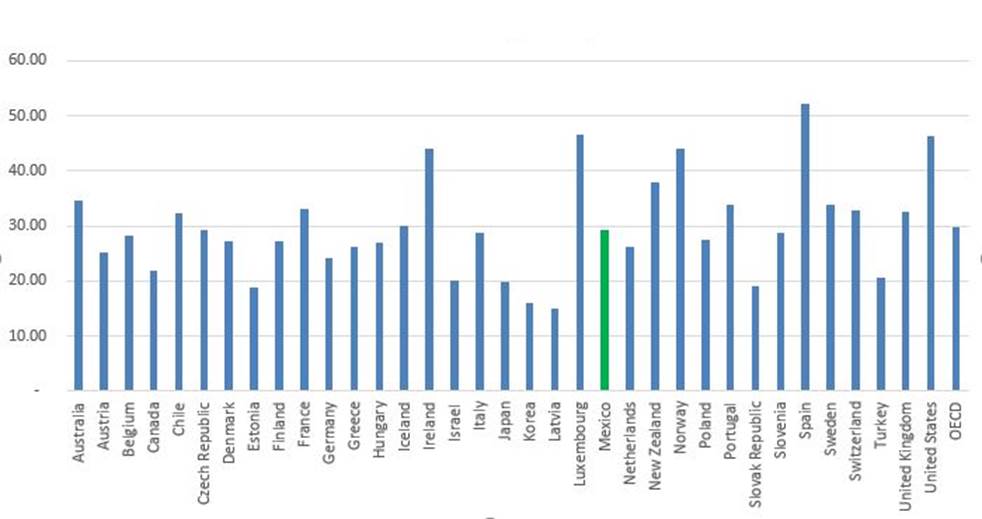 60.00
50.00
40.00
30.00
20.00
10.00
-
Australia
Austria
Belgium
Canada
Chile
Czech Republic
Denmark
Estonia
Finland
France
Germany
Greece
Hungary
Iceland
Ireland
Israel
Italy
Japan
Korea
Latvia
Luxembourg
Mexico
Netherlands
New Zealand
Norway
Poland
Portugal
Slovak Republic
Slovenia
Spain
Sweden
Switzerland
Turkey
United Kingdom
United States
OECD